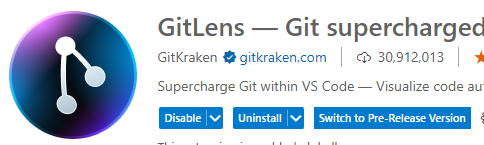 GitLens — Git supercharged
GitKraken gitkraken.com 30,912,013
Supercharge Git within VS Code — Visualize code
Disable Uninstall Switch to Pre-Release Version